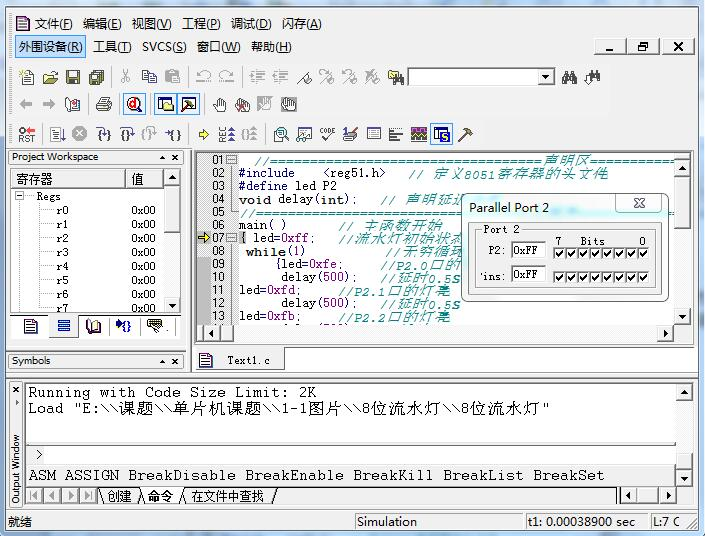 文件(F) 编辑(E) 视图(V) 工程(P) 调试(D) 闪存(A)
外围设备(R) 工具(T) SVCS(S) 窗口(W) 帮助(H)
RST
CODE
Project Workspace
寄存器 值
Regs
r0 0x00
r1 0x00
r2 0x00
r3 0x00
r4 0x00
r5 0x00
r6 0x00
r7 0x00
Symbols
01 //==================================声明区============
02 #include <reg51.h> // 定义8051寄存器的头文件
03 #define led P2
04 void delay(int); // 声明延
05 //==================
06 main( ) // 主函数开始
07 { led=0xff; //流水灯初始状态
08 while(1) //无穷循环
09 {led=0xfe; //P2.0口的
10 delay(500); //延时0.5s
11 led=0xfd; //P2.1口的灯亮
12 delay(500); //延时0.5s
13 led=0xfb; //P2.2口的灯亮
Parallel Port 2
Port 2
7 Bits 0
P2: 0xFF
'ins: 0xFF
Text1.c
Running with Code Size Limit: 2K
Load "E:\\课题\\单片机课题\\1-1图片\\8位流水灯\\8位流水灯"
>
ASM ASSIGN BreakDisable BreakEnable BreakKill BreakList BreakSet
创建 命令 在文件中查找
Output Window
就绪 Simulation t1: 0.00038900 sec L:7 C